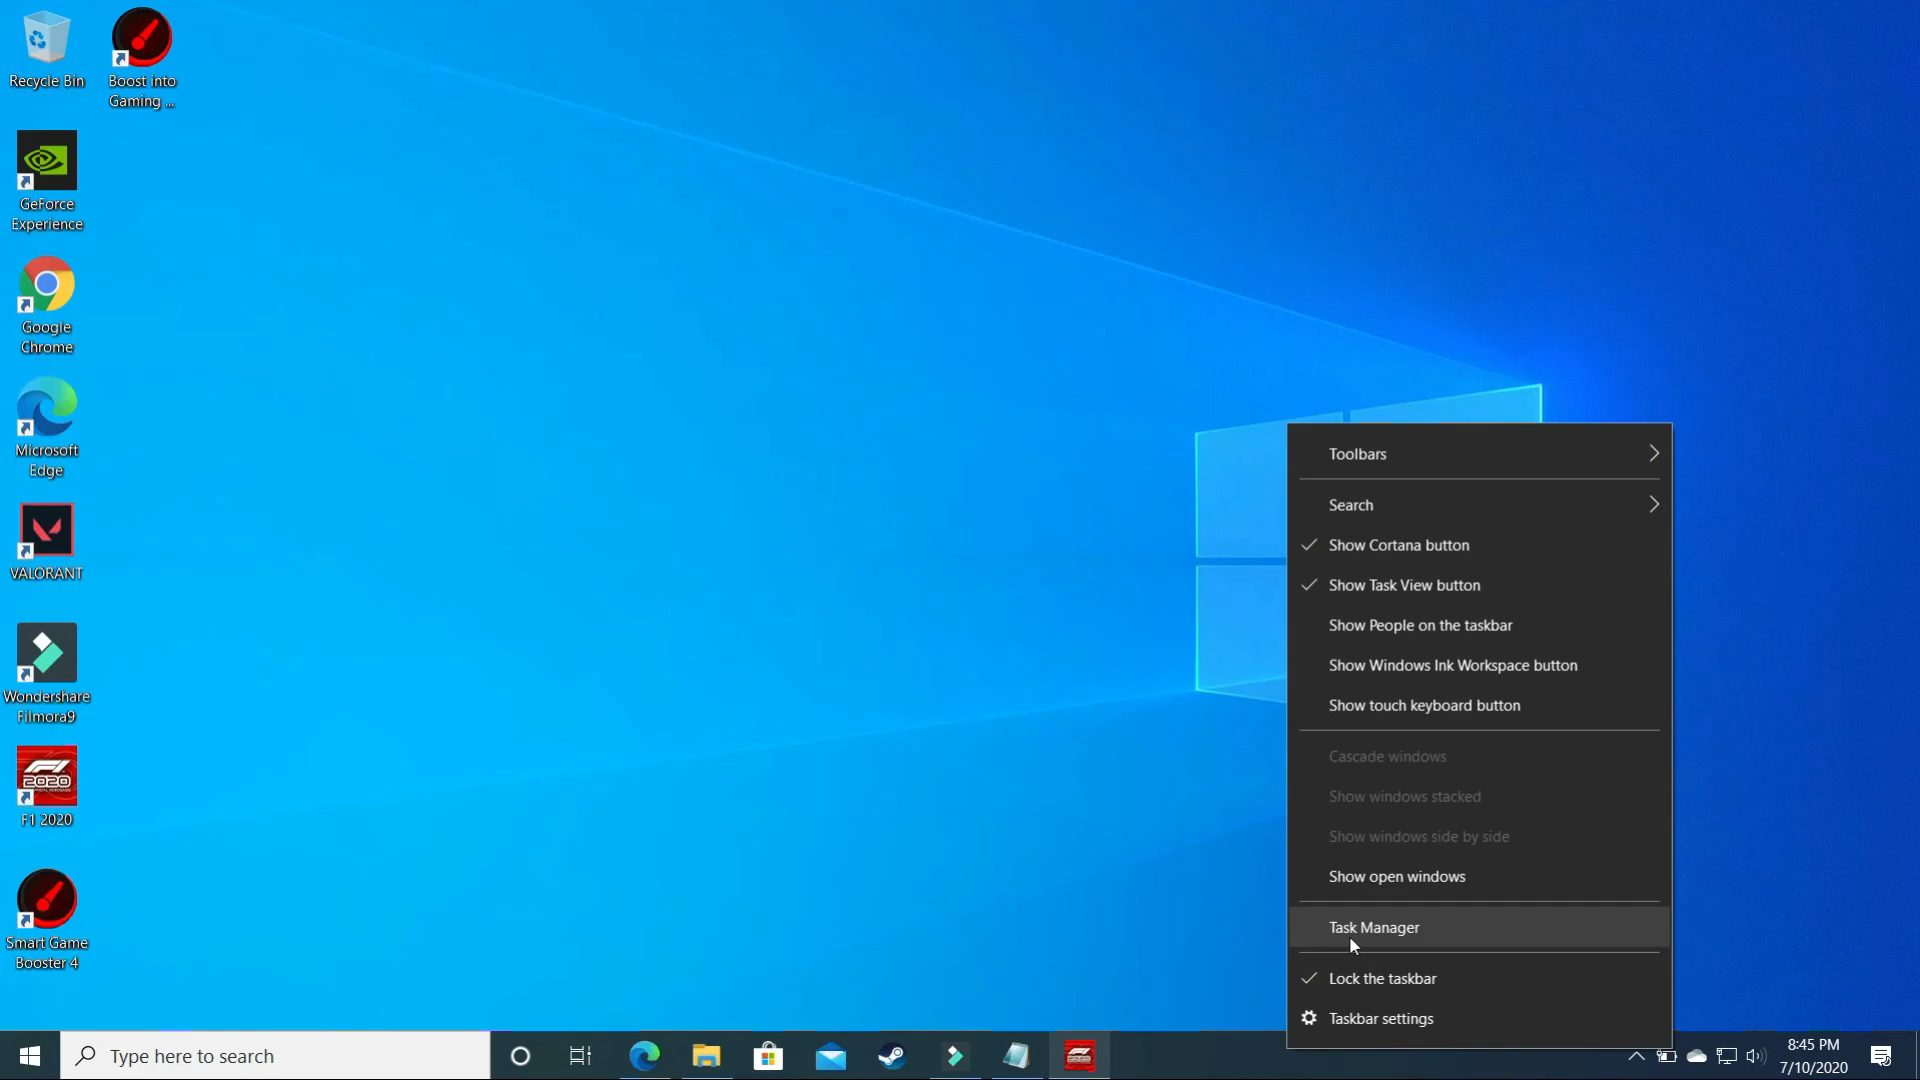 Recycle Bin
Boost into
Gaming ...
GeForce
Experience
Google
Chrome
Microsoft
Edge
VALORANT
Wondershare
Filmora9
2020
F1 2020
Smart Game
Booster 4
Toolbars
Search
Show Cortana button
Show Task View button
Show People on the taskbar
Show Windows Ink Workspace button
Show touch keyboard button
Cascade windows
Show windows stacked
Show windows side by side
Show open windows
Task Manager
Lock the taskbar
Taskbar settings
Type here to search
8:45 PM
7/10/2020